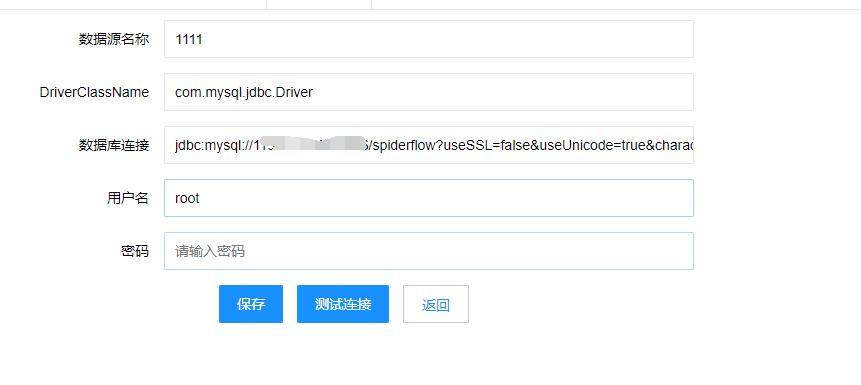 数据源名称 1111
DriverClassName com.mysql.jdbc.Driver
数据库连接 jdbc:mysql://11 /spiderflow?useSSL=false&useUnicode=true&charac
用户名 root
密码 请输入密码
保存 测试连接 返回